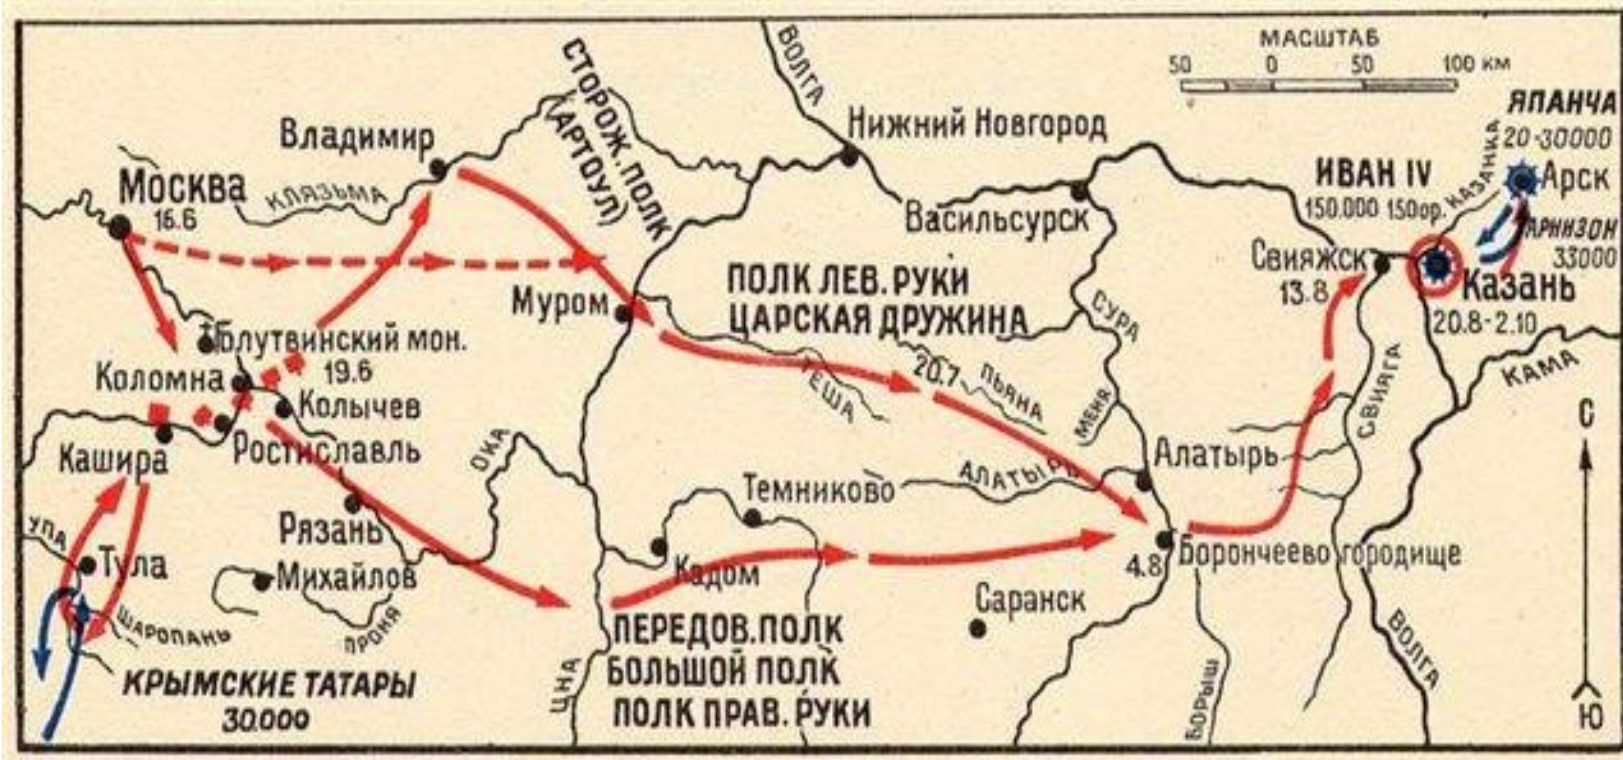 МАСШТАБ
50 0 50 100 КМ
ВОЛГА
СТОРОЖ. ПОЛК
(АРТОУЛ)
Владимир
Нижний Новгород
ЯПАНЧА
20-30000
КАЗАНКА
Арск
Москва
16.6
КЛЯЗЬМА
ИВАН IV
150.000 150ор.
Васильсурск
ГАРНИЗОН
33000
Свияжск
13.8
Казань
20.8-2.10
ПОЛК ЛЕВ. РУКИ
ЦАРСКАЯ ДРУЖИНА
Муром
СУРА
Блутвинский мон.
19.6
Коломна
Колычев
ТЕША
20.7
ПЬЯНА
МЕНЯ
СВИЯГА
КАМА
С
Ростиславль
Кашира
ОКА
Темниково
АЛАТЫРЬ
Алатырь
УПА
Рязань
Тула
Михайлов
Кадом
4.8
Борончеево городище
Саранск
ШАРОПАНЬ
ПРОНЯ
ПЕРЕДОВ. ПОЛК
БОЛЬШОЙ ПОЛК
ПОЛК ПРАВ. РУКИ
КРЫМСКИЕ ТАТАРЫ
30.000
ЦНА
БОРЫШ
ВОЛГА
Ю